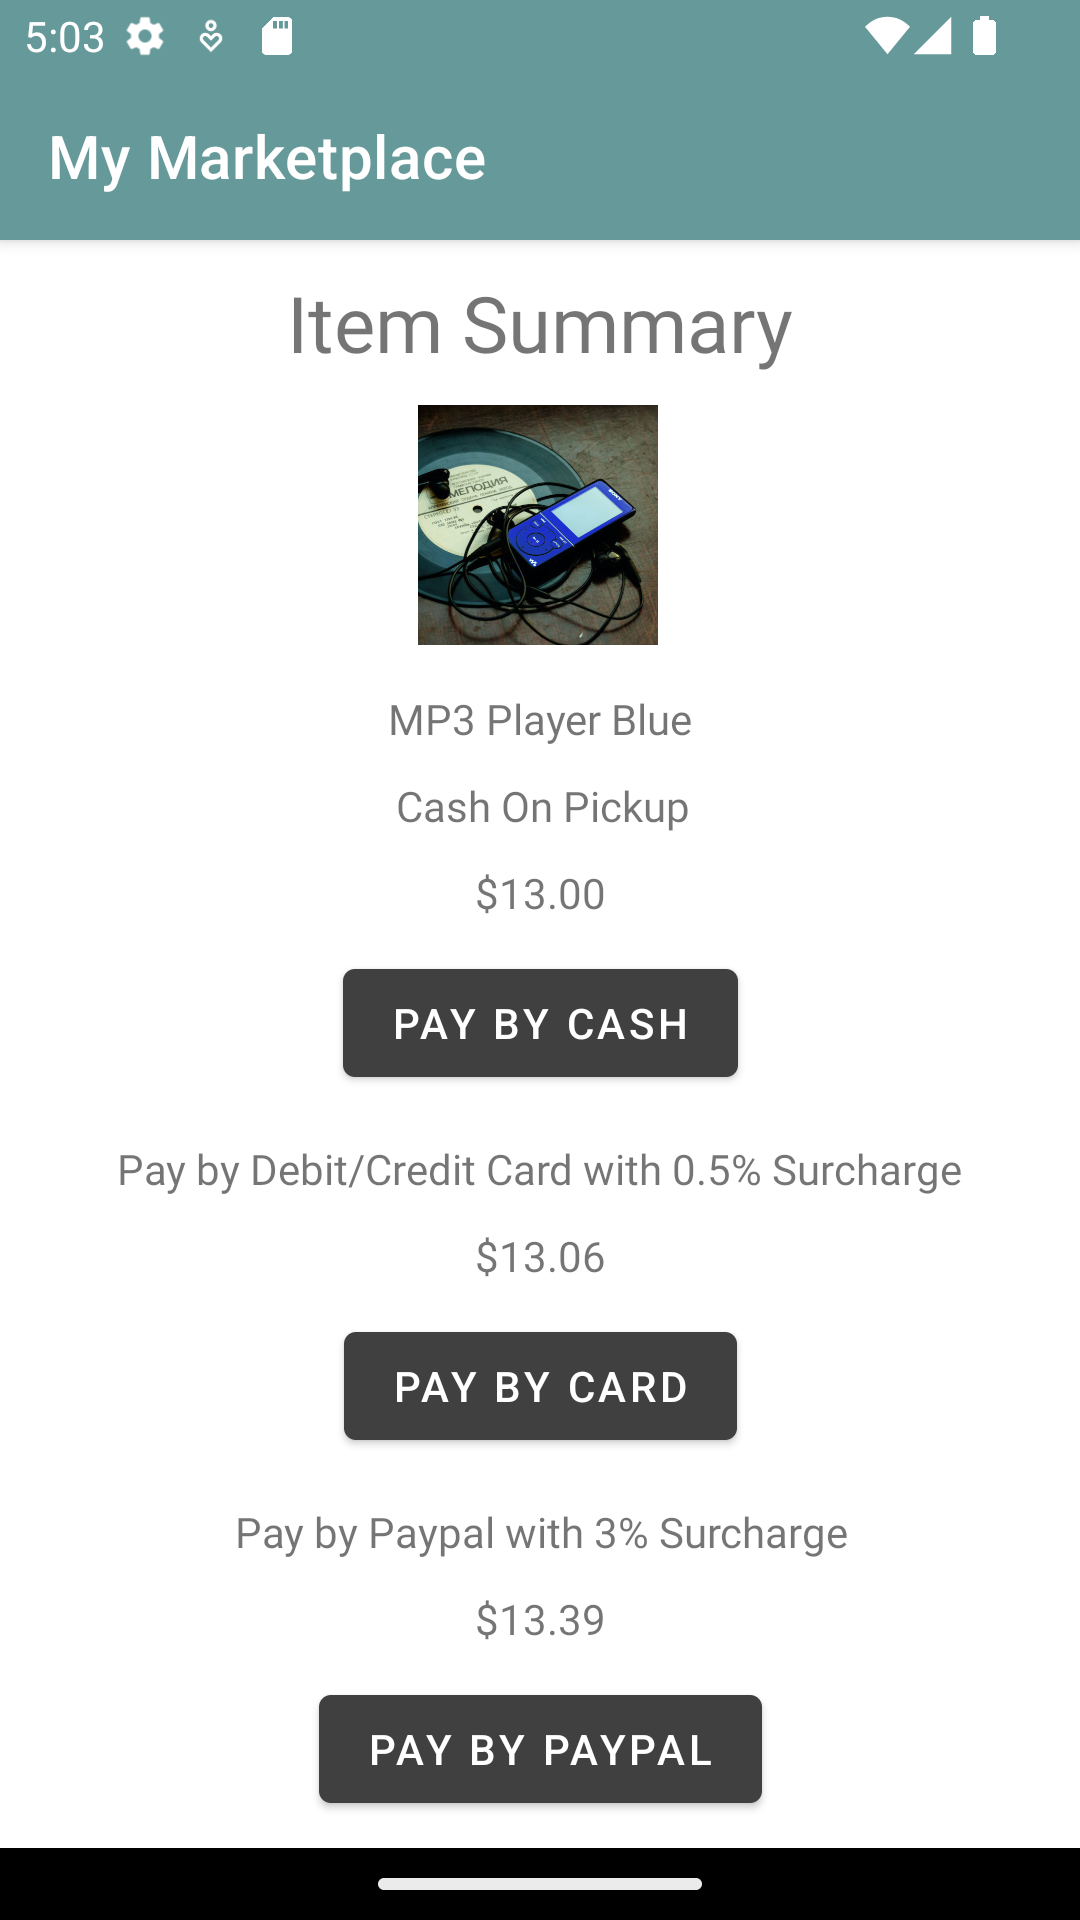 5:03
My Marketplace
Item Summary
МЕЛОДИЯ
SONY
MP3 Player Blue
Cash On Pickup
$13.00
PAY BY CASH
Pay by Debit/Credit Card with 0.5% Surcharge
$13.06
PAY BY CARD
Pay by Paypal with 3% Surcharge
$13.39
PAY BY PAYPAL